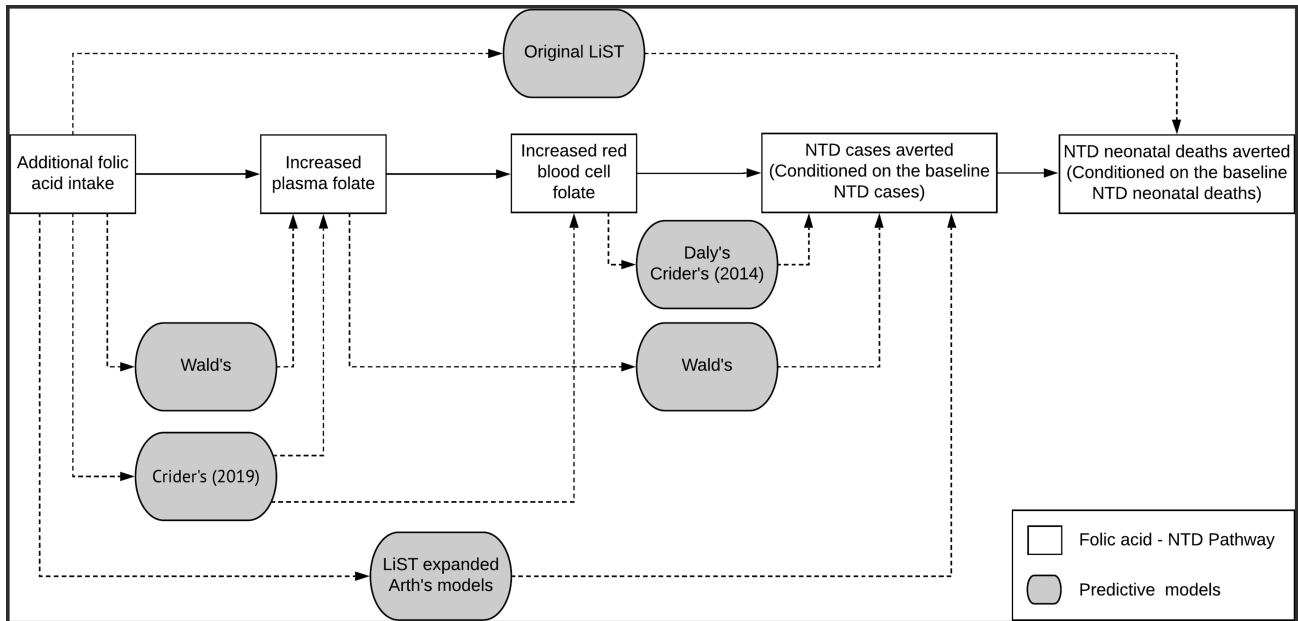 Original LiST
Additional folic
acid intake
Increased
plasma folate
Increased red
blood cell
folate
NTD cases averted
(Conditioned on the baseline
NTD cases)
NTD neonatal deaths averted
(Conditioned on the baseline
NTD neonatal deaths)
Daly's
Crider's (2014)
Wald's
Wald's
Crider's (2019)
LiST expanded
Arth's models
Folic acid - NTD Pathway
Predictive models